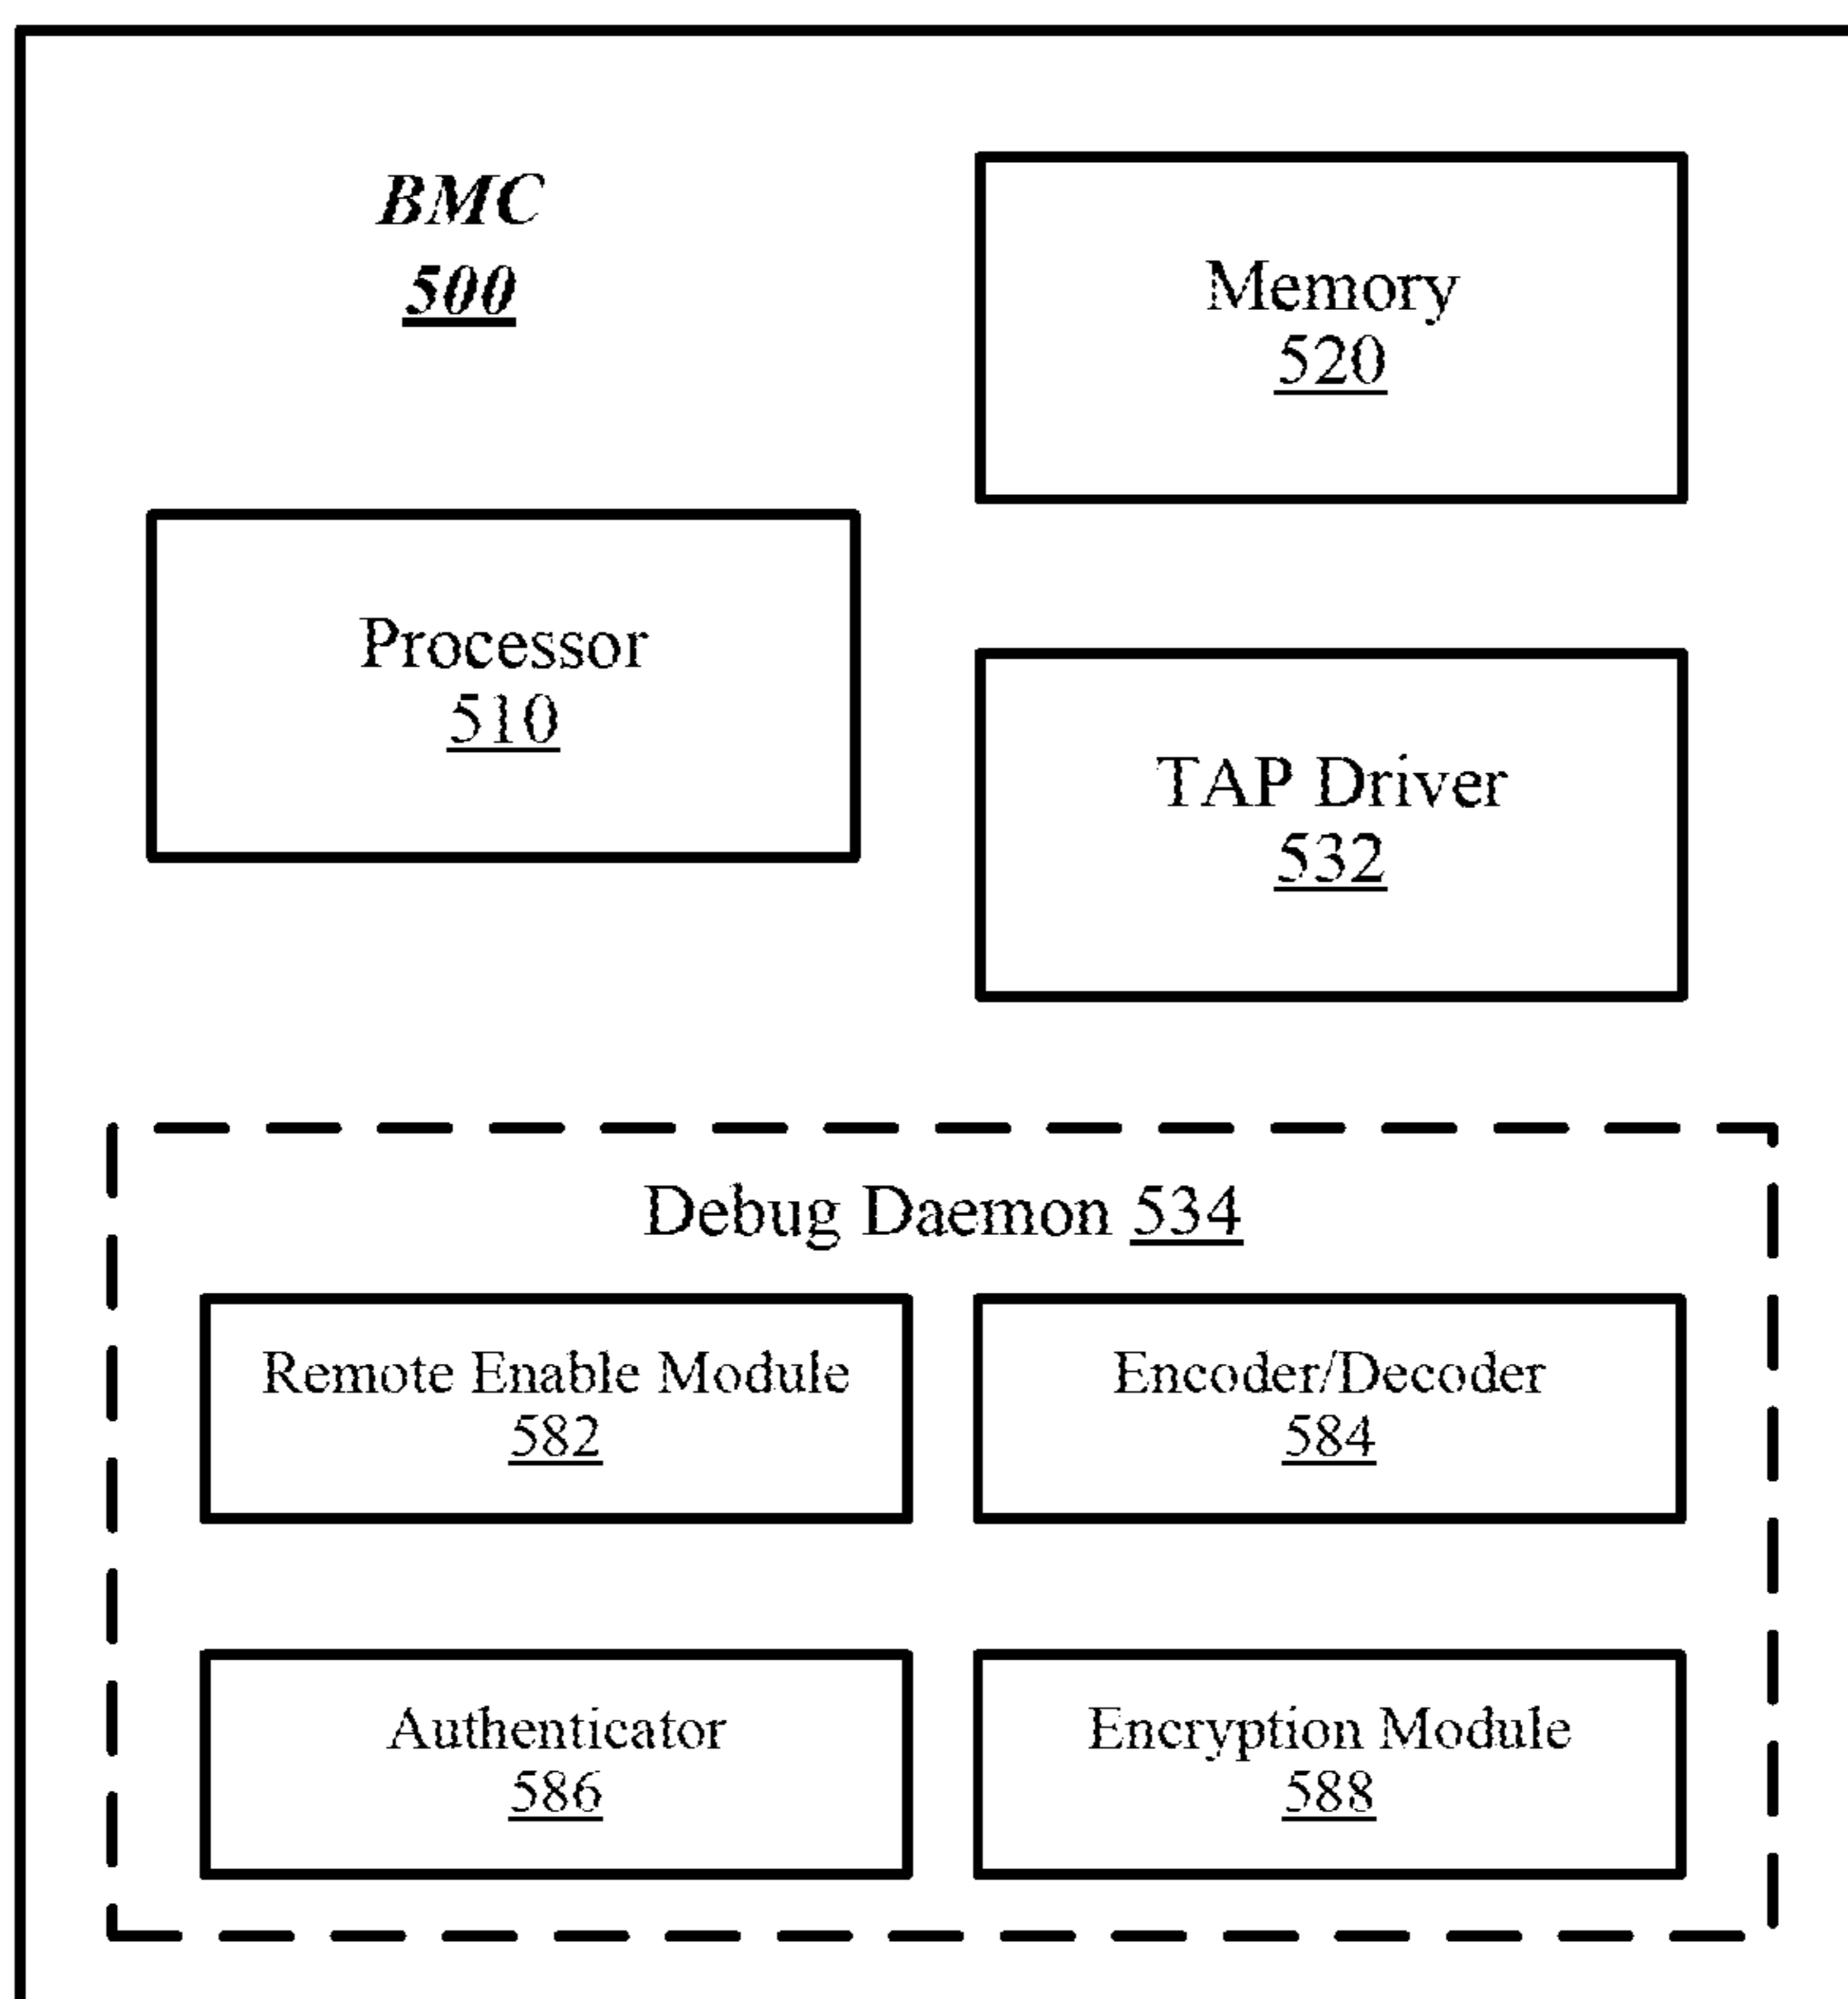 BMC
500
Memory
520
Processor
510
TAP Driver
532
Debug Daemon 534
Remote Enable Module
582
Encoder/Decoder
584
Authenticator
586
Encryption Module
588